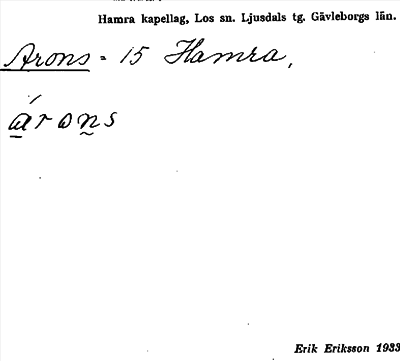 Hamra kapellag, Los sn. Ljusdals tg. Gävleborgs län.
Arons = 15 Hamra,
árons
Erik Eriksson 1933